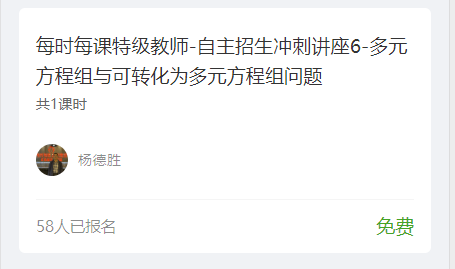 每时每课特级教师-自主招生冲刺讲座6-多元
方程组与可转化为多元方程组问题
共1课时
杨德胜
58人已报名
免费